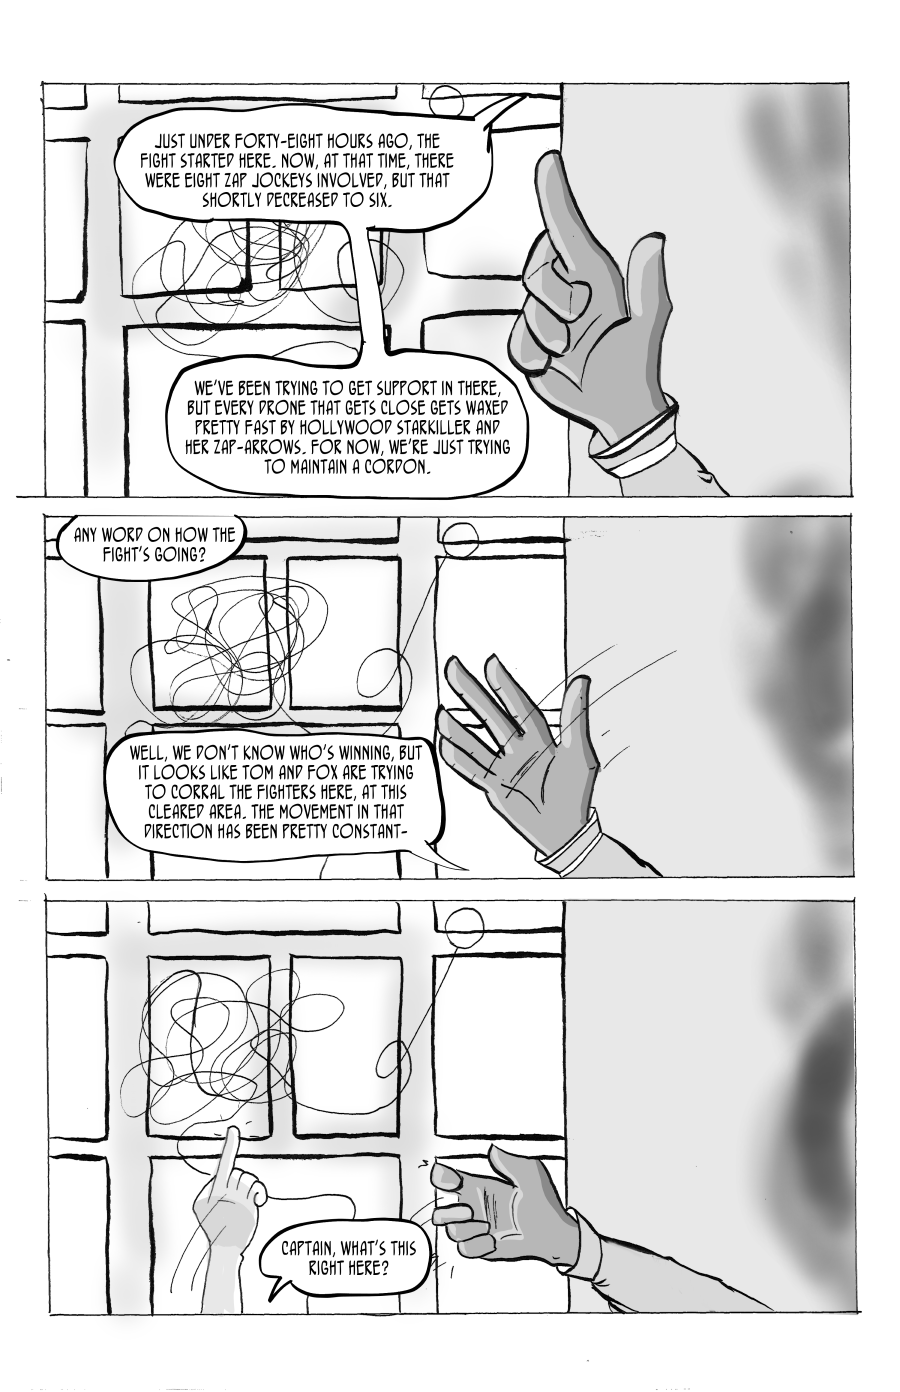 JUST UNDER FORTY-EIGHT HOURS AGO, THE
FIGHT STARTED HERE. NOW, AT THAT TIME, THERE
WERE EIGHT ZAP JOCKEYS INVOLVED, BUT THAT
SHORTLY DECREASED TO SIX.
WE'VE BEEN TRYING TO GET SUPPORT IN THERE,
BUT EVERY DRONE THAT GETS CLOSE GETS WAXED
PRETTY FAST BY HOLLYWOOD STARKILLER AND
HER ZAP-ARROWS. FOR NOW, WE'RE JUST TRYING
TO MAINTAIN A CORDON.
ANY WORD ON HOW THE
FIGHT'S GOING?
WELL, WE DON'T KNOW WHO'S WINNING, BUT
IT LOOKS LIKE TOM AND FOX ARE TRYING
TO CORRAL THE FIGHTERS HERE, AT THIS
CLEARED AREA. THE MOVEMENT IN THAT
DIRECTION HAS BEEN PRETTY CONSTANT-
CAPTAIN, WHAT'S THIS
RIGHT HERE?